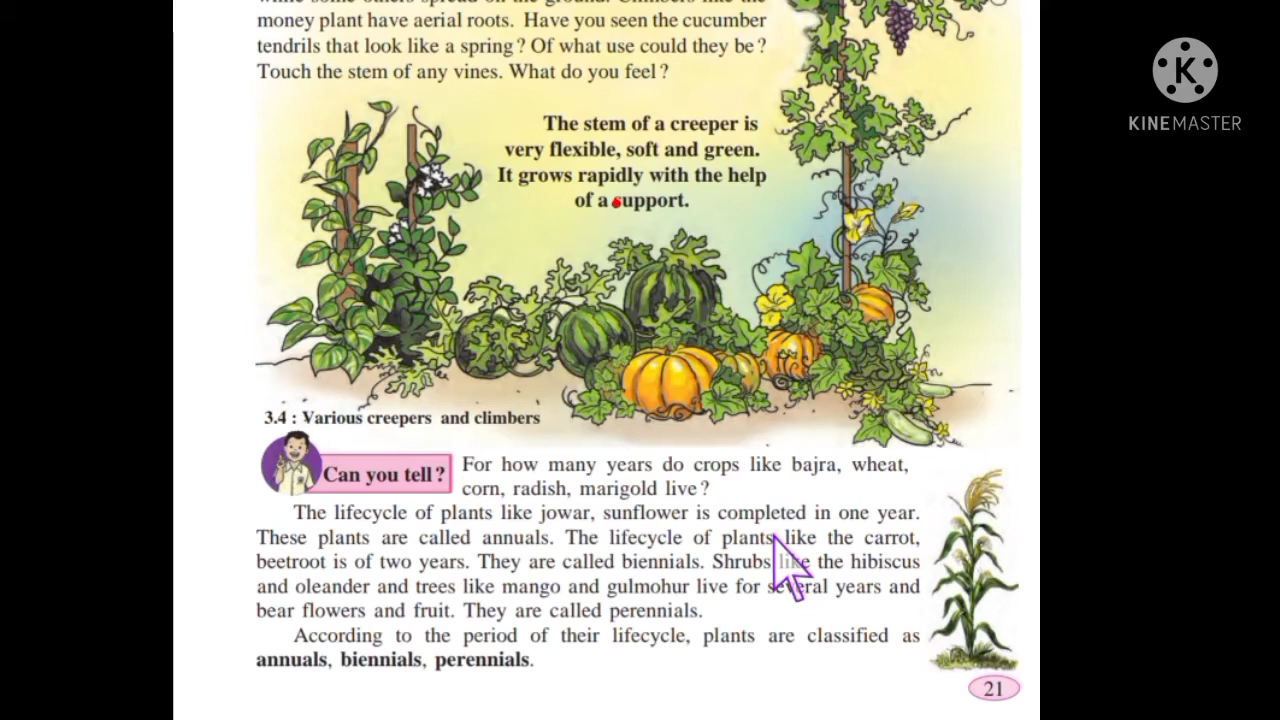 money plant have aerial roots. Have you seen the cucumber
tendrils that look like a spring? Of what use could they be?
Touch the stem of any vines. What do you feel?
The stem of a creeper is
very flexible, soft and green.
It grows rapidly with the help
of a support.
3.4 : Various creepers and climbers
Can you tell?
For how many years do crops like bajra, wheat,
corn, radish, marigold live?
The lifecycle of plants like jowar, sunflower is completed in one year.
These plants are called annuals. The lifecycle of plants like the carrot,
beetroot is of two years. They are called biennials. Shrubs like the hibiscus
and oleander and trees like mango and gulmohur live for several years and
bear flowers and fruit. They are called perennials.
According to the period of their lifecycle, plants are classified as
annuals, biennials, perennials.
21
K
KINEMASTER